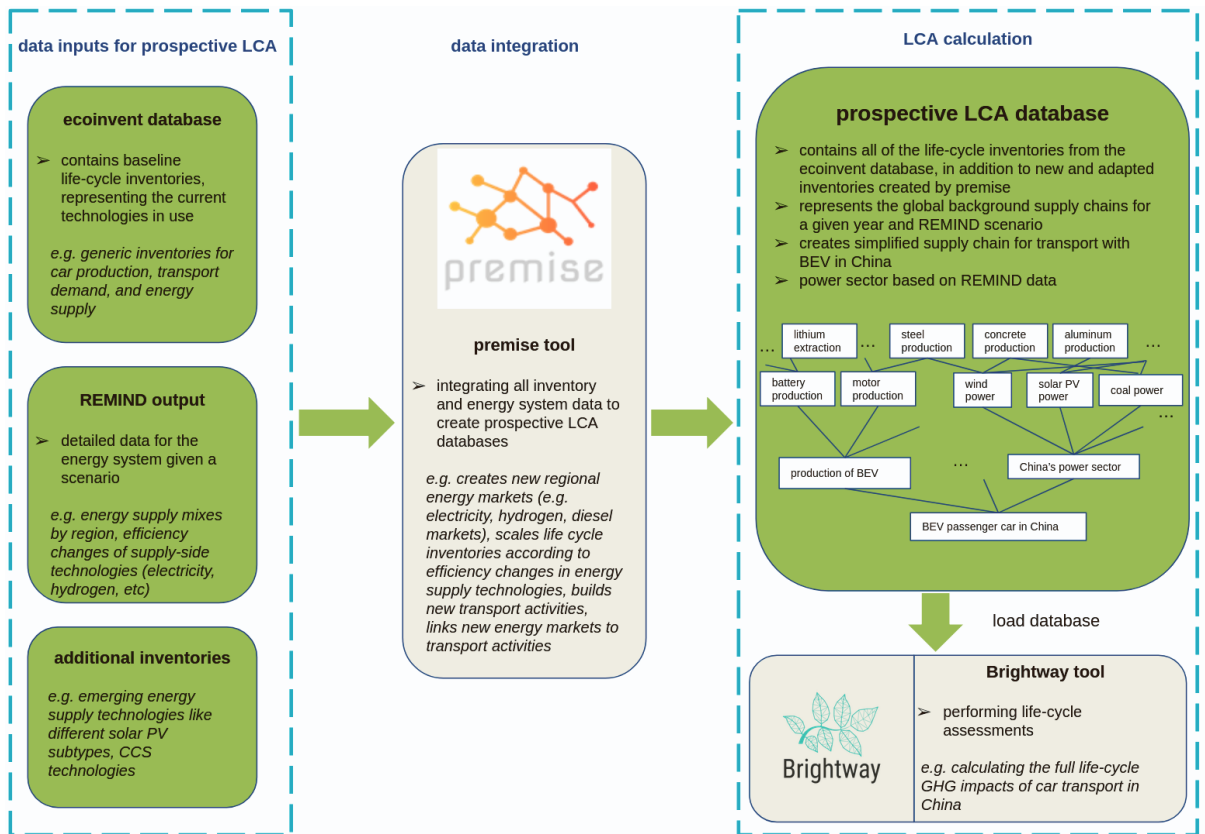 data inputs for prospective LCA
ecoinvent database
➢ contains baseline
life-cycle inventories,
representing the current
technologies in use
e.g. generic inventories for
car production, transport
demand, and energy
supply
REMIND output
➢ detailed data for the
energy system given a
scenario
e.g. energy supply mixes
by region, efficiency
changes of supply-side
technologies (electricity,
hydrogen, etc)
additional inventories
e.g. emerging energy
supply technologies like
different solar PV
subtypes, CCS
technologies
data integration
premise
premise tool
➢ integrating all inventory
and energy system data to
create prospective LCA
databases
e.g. creates new regional
energy markets (e.g.
electricity, hydrogen, diesel
markets), scales life cycle
inventories according to
efficiency changes in energy
supply technologies, builds
new transport activities,
links new energy markets to
transport activities
LCA calculation
prospective LCA database
➢ contains all of the life-cycle inventories from the
ecoinvent database, in addition to new and adapted
inventories created by premise
➢ represents the global background supply chains for
a given year and REMIND scenario
➢ creates simplified supply chain for transport with
BEV in China
➢ power sector based on REMIND data
...
lithium
extraction
...
steel
production
concrete
production
aluminum
production
...
battery
production
motor
production
wind
power
solar PV
power
coal power
...
production of BEV
...
China's power sector
BEV passenger car in China
load database
Brightway
Brightway tool
➢ performing life-cycle
assessments
e.g. calculating the full life-cycle
GHG impacts of car transport in
China